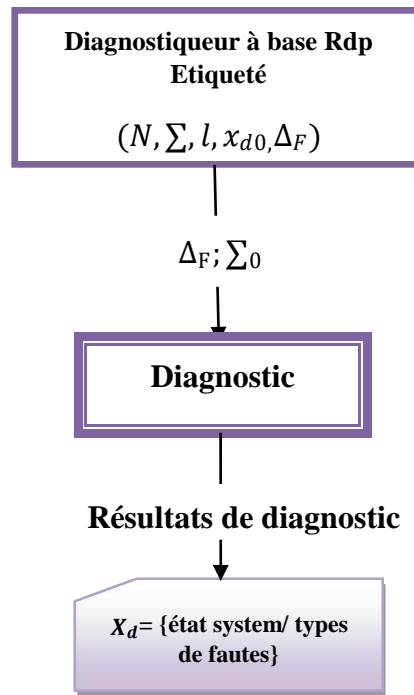 Diagnostiqueur à base Rdp
Etiqueté
(N, ∑, l, x_{d0}, Δ_F)
Δ_F; ∑_0
Diagnostic
Résultats de diagnostic
X_d= {état system/ types
de fautes}